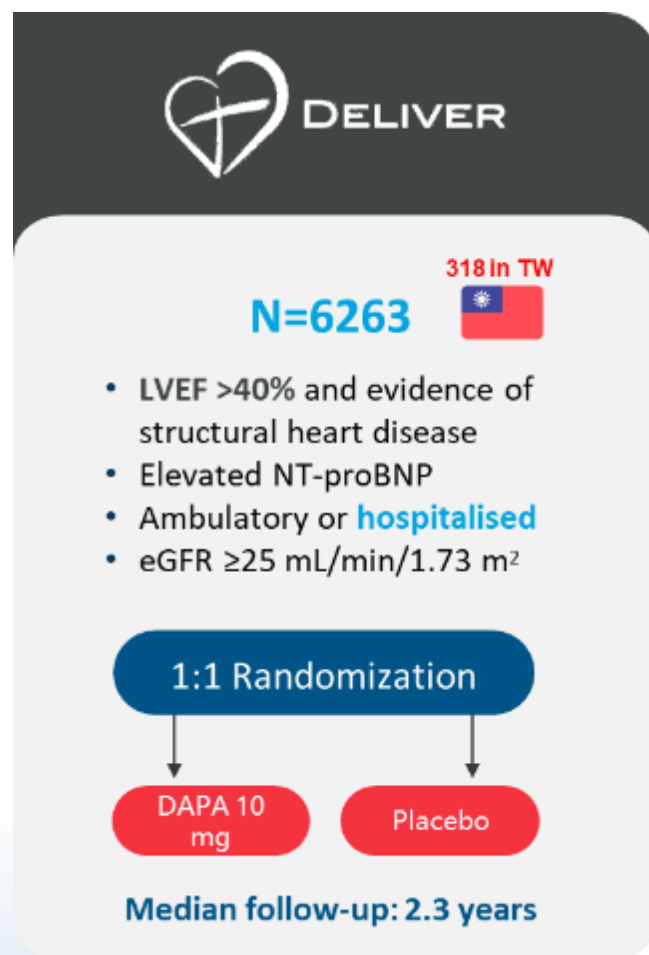 DELIVER
318 in TW
N=6263
• LVEF >40% and evidence of
structural heart disease
• Elevated NT-proBNP
• Ambulatory or hospitalised
• eGFR ≥25 mL/min/1.73 m²
1:1 Randomization
DAPA 10
mg
Placebo
Median follow-up: 2.3 years